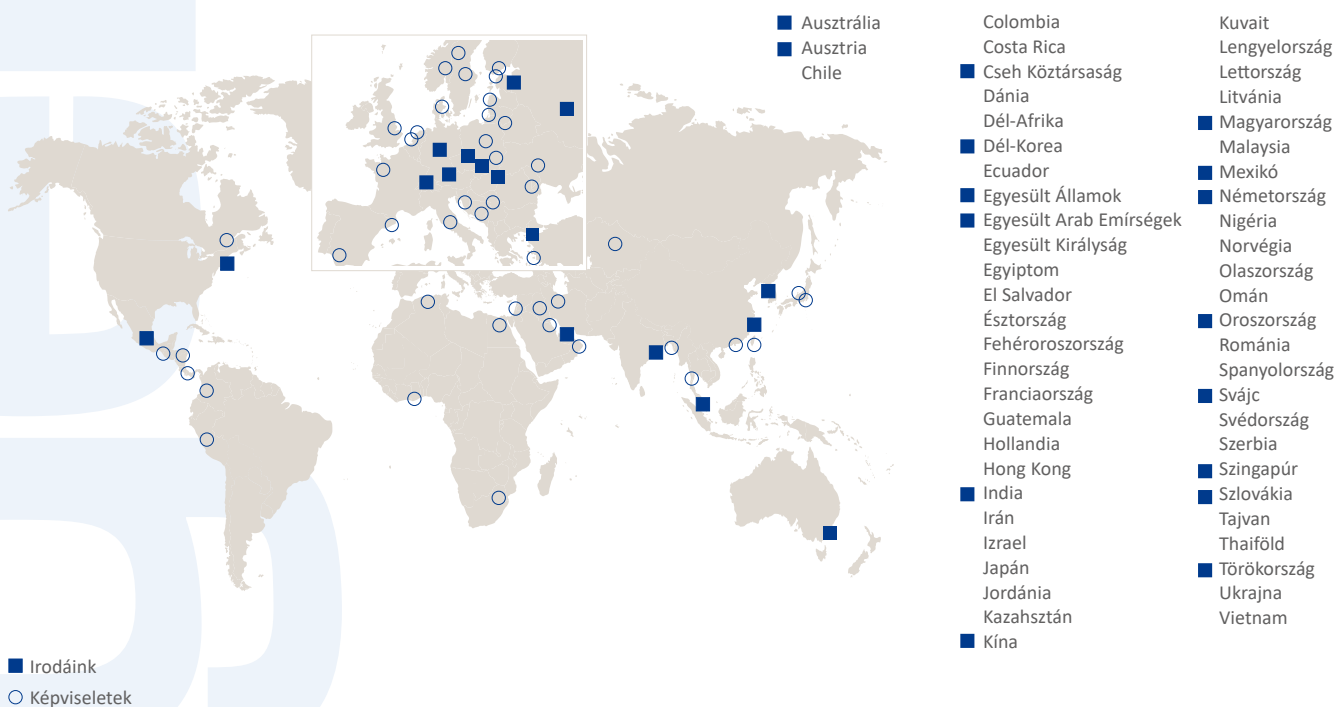 Ausztrália
Ausztria
Chile
Colombia
Costa Rica
Cseh Köztársaság
Dánia
Dél-Afrika
Dél-Korea
Ecuador
Egyesült Államok
Egyesült Arab Emírségek
Egyesült Királyság
Egyiptom
El Salvador
Észtország
Fehéroroszország
Finnország
Franciaország
Guatemala
Hollandia
Hong Kong
India
Irán
Izrael
Japán
Jordánia
Kazahsztán
Kína
Kuvait
Lengyelország
Lettország
Litvánia
Magyarország
Malaysia
Mexikó
Németország
Nigéria
Norvégia
Olaszország
Omán
Oroszország
Románia
Spanyolország
Svájc
Svédország
Szerbia
Szingapúr
Szlovákia
Tajvan
Thaiföld
Törökország
Ukrajna
Vietnam
Irodáink
Képviseletek